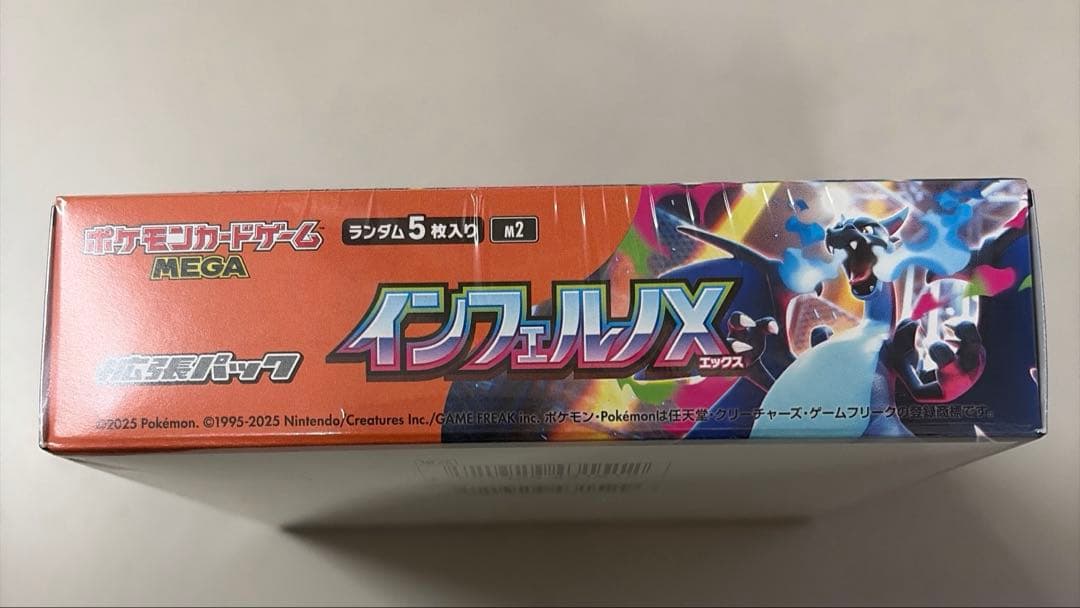 ポケモンカードゲーム
MEGA
ランダム5枚入り M2
インフェルノX
エックス
拡張パック
©2025 Pokémon. ©1995-2025 Nintendo/Creatures Inc./GAME FREAK inc. ポケモン・Pokémonは任天堂・クリーチャーズ・ゲームフリークの登録商標です。